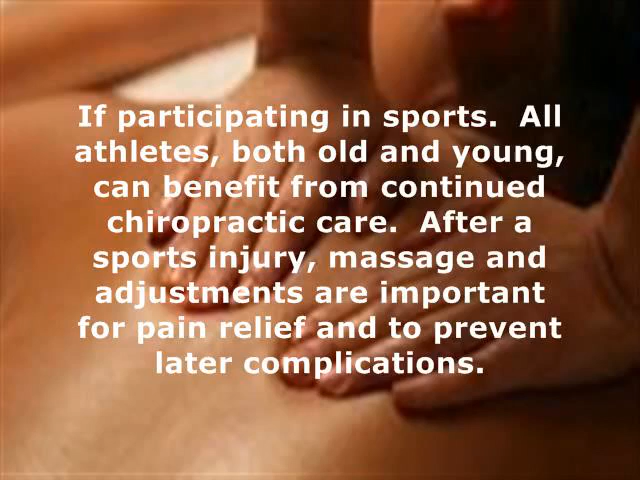 If participating in sports.  All
athletes, both old and young,
can benefit from continued
chiropractic care.  After a
sports injury, massage and
adjustments are important
for pain relief and to prevent
later complications.